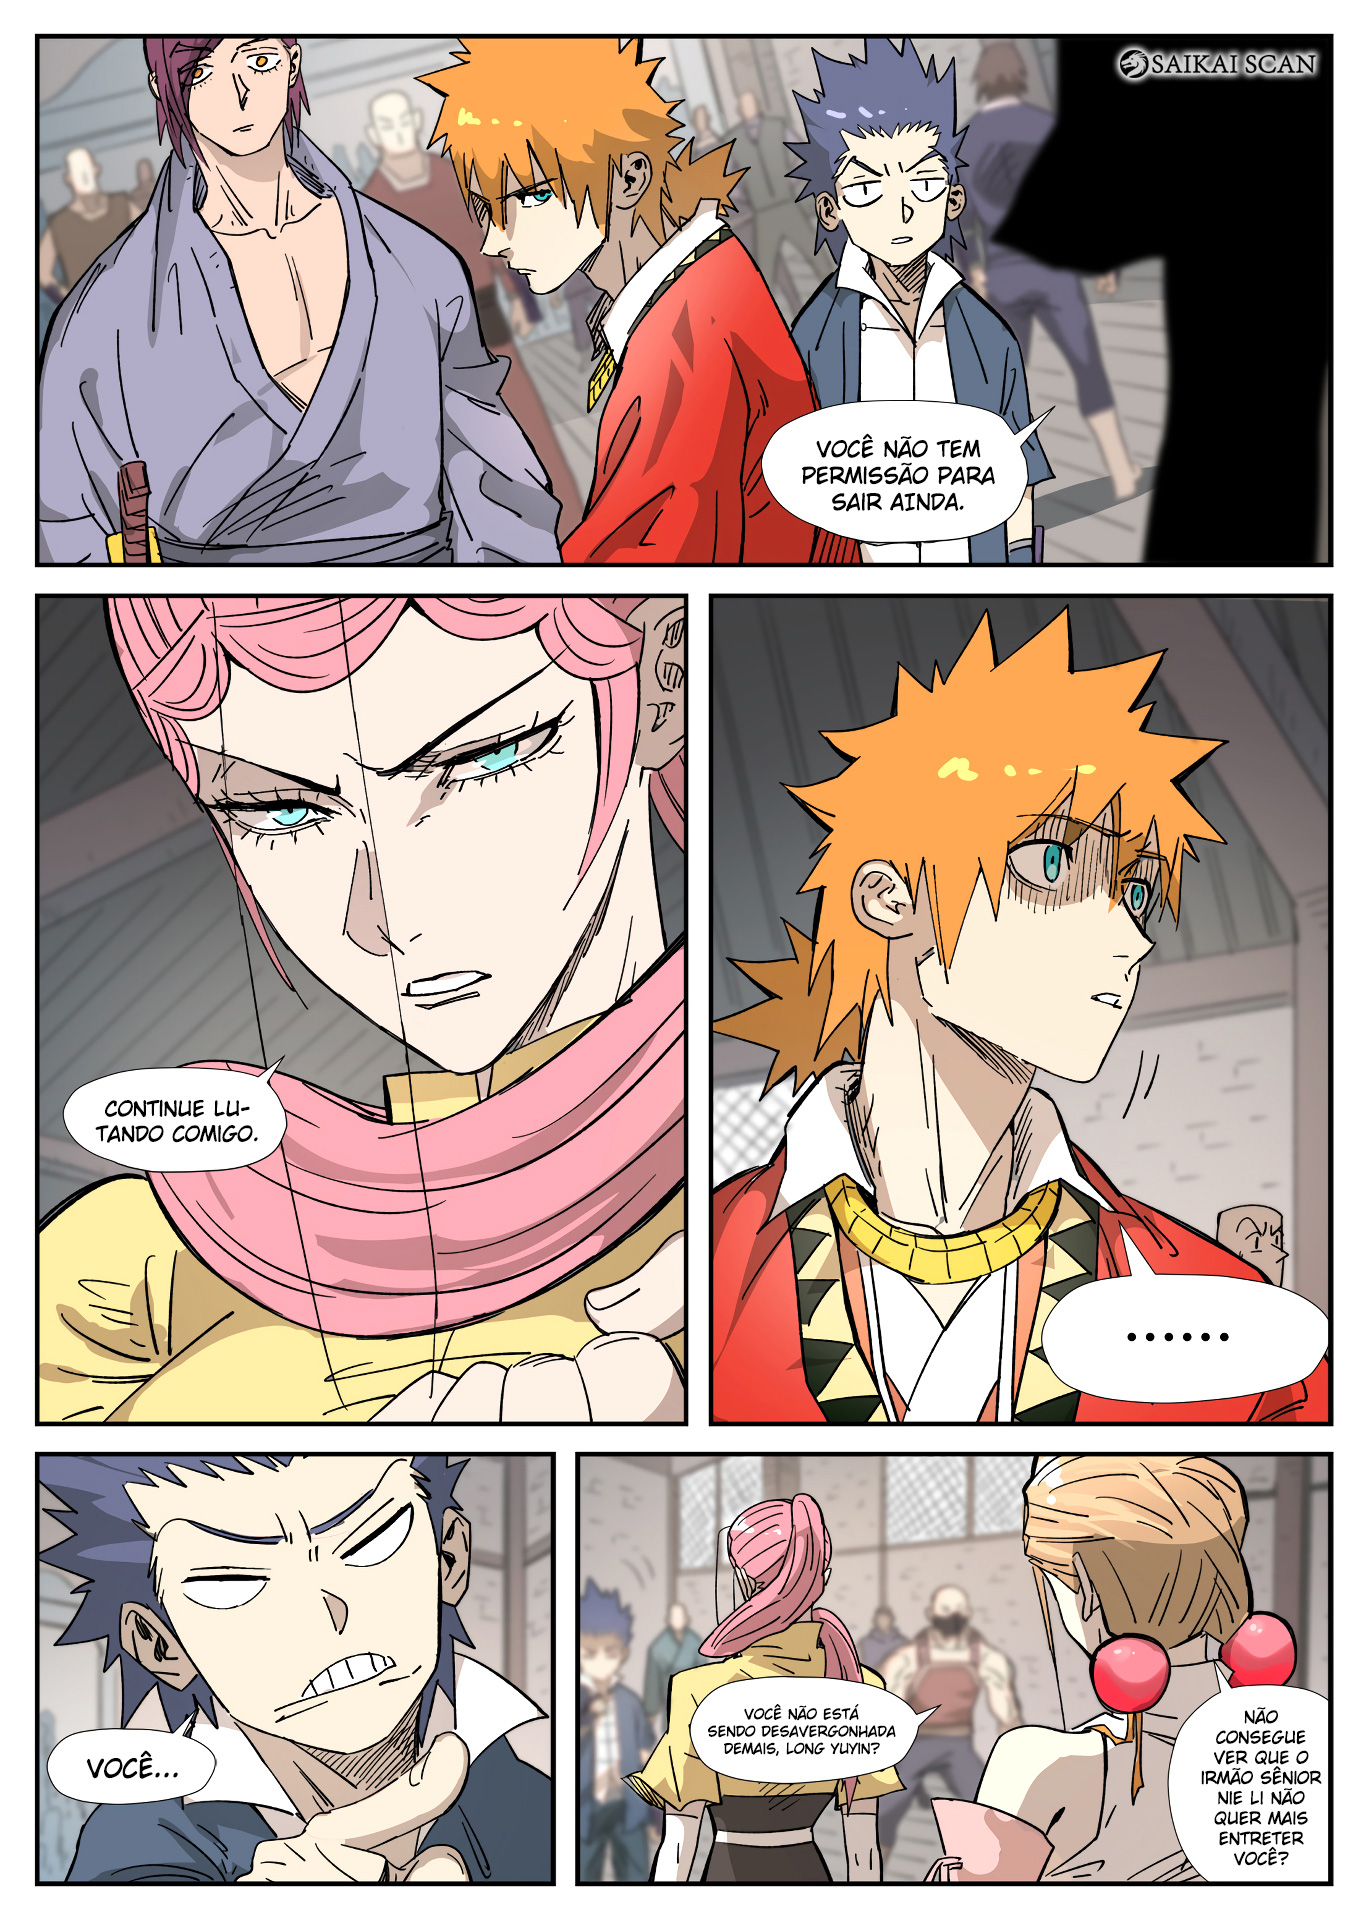 SAIKAI SCAN
VOCÊ NÃO TEM
PERMISSÃO PARA
SAIR AINDA.
CONTINUE LU-
TANDO COMIGO.
......
VOCÊ...
VOCÊ NÃO ESTÁ
SENDO DESAVERGONHADA
DEMAIS, LONG YUYIN?
NÃO
CONSEGUE
VER QUE O
IRMÃO SÊNIOR
NIE LI NÃO
QUER MAIS
ENTRETER
VOCÊ?